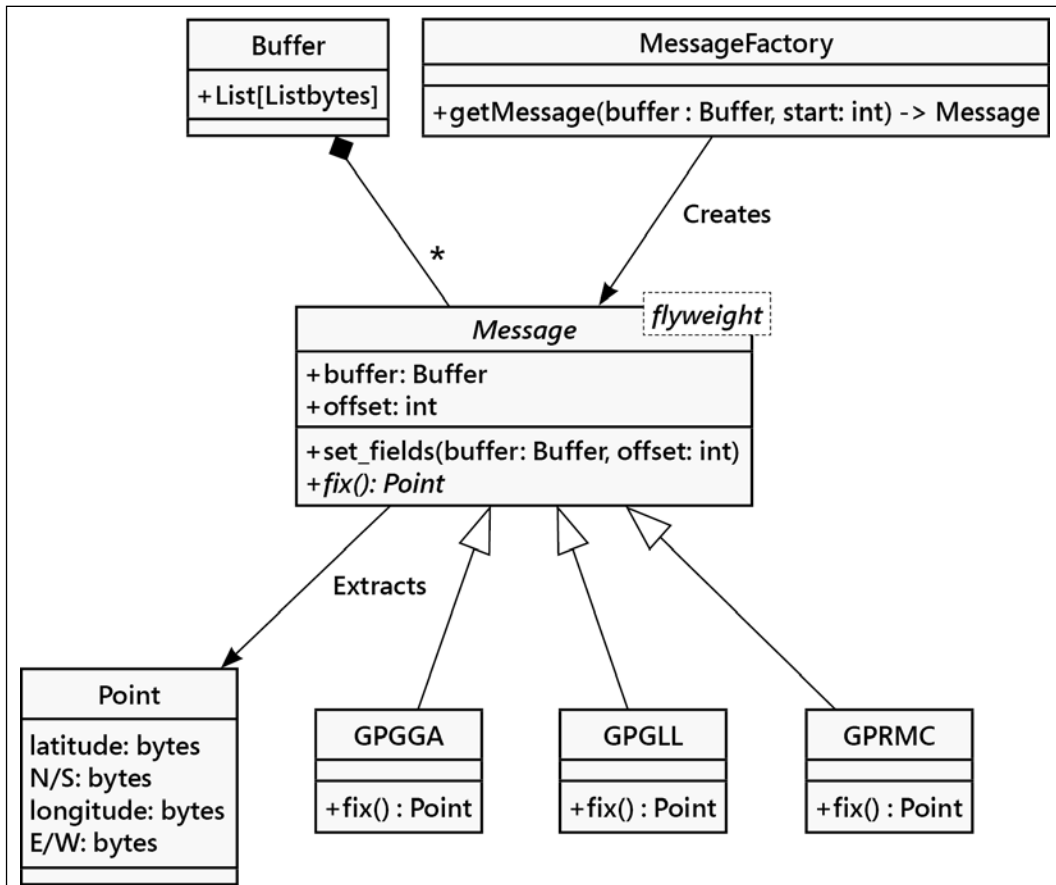 Buffer
+List[Listbytes]
MessageFactory
+getMessage(buffer : Buffer, start: int) -> Message
Creates
*
flyweight
Message
+buffer: Buffer
+offset: int
+set_fields(buffer: Buffer, offset: int)
+fix(): Point
Extracts
Point
latitude: bytes
N/S: bytes
longitude: bytes
E/W: bytes
GPGGA
+fix() : Point
GPGLL
+fix() : Point
GPRMC
+fix() : Point